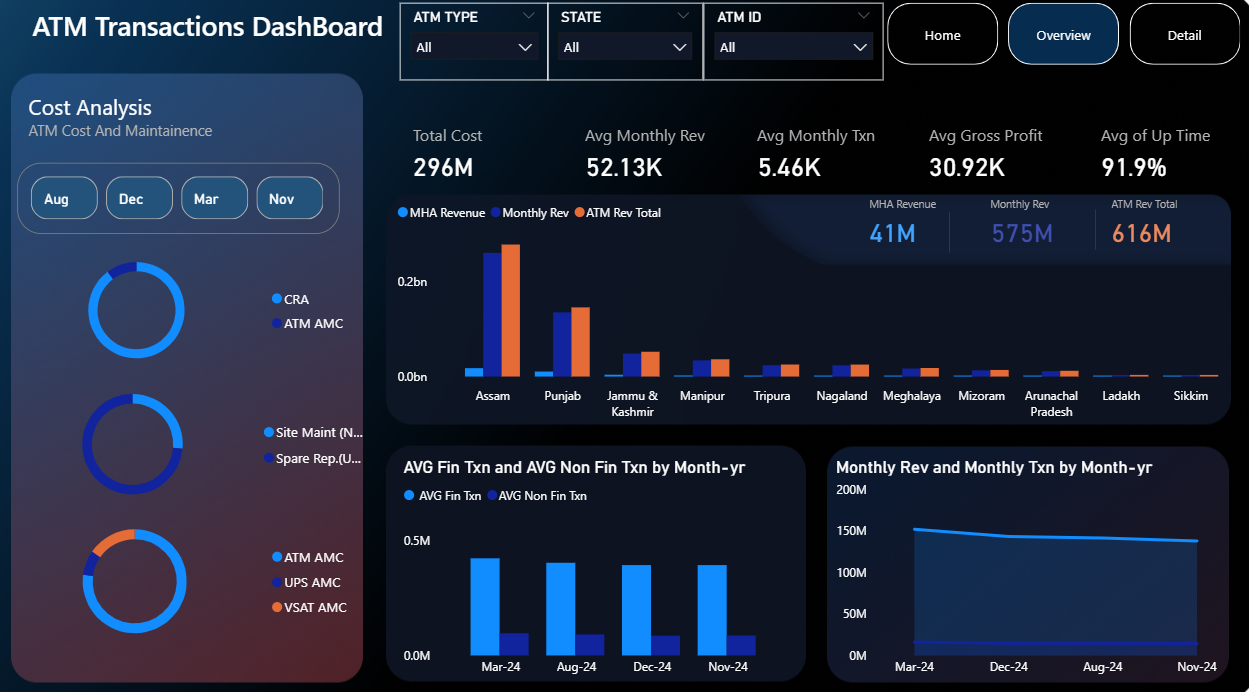 ATM Transactions DashBoard
ATM TYPE
All
STATE
All
ATM ID
All
Home
Overview
Detail
Cost Analysis
ATM Cost And Maintainence
Aug
Dec
Mar
Nov
CRA
ATM AMC
Site Maint (N...
Spare Rep.(U...
ATM AMC
UPS AMC
VSAT AMC
Total Cost
296M
Avg Monthly Rev
52.13K
Avg Monthly Txn
5.46K
Avg Gross Profit
30.92K
Avg of Up Time
91.9%
MHA Revenue Monthly Rev ATM Rev Total
MHA Revenue
41M
Monthly Rev
575M
ATM Rev Total
616M
0.2bn
0.0bn
Assam
Punjab
Jammu &
Kashmir
Manipur
Tripura
Nagaland
Meghalaya
Mizoram
Arunachal
Pradesh
Ladakh
Sikkim
AVG Fin Txn and AVG Non Fin Txn by Month-yr
AVG Fin Txn AVG Non Fin Txn
0.5M
0.0M
Mar-24
Aug-24
Dec-24
Nov-24
Monthly Rev and Monthly Txn by Month-yr
200M
150M
100M
50M
0M
Mar-24
Dec-24
Aug-24
Nov-24